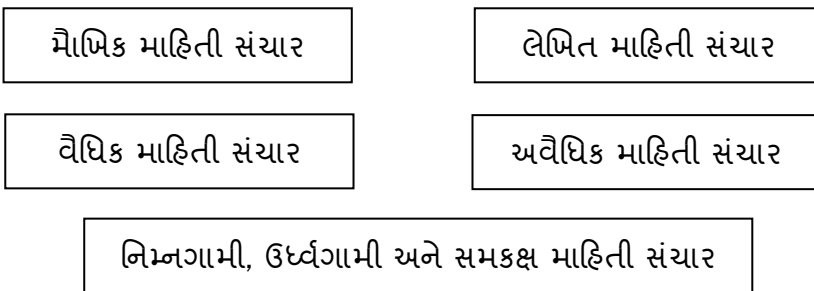 મૈાખિક માહિતી સંચાર
લેખિત માહિતી સંચાર
વૈધિક માહિતી સંચાર
અવૈધિક માહિતી સંચાર
નિમ્નગામી, ઉર્ધ્વગામી અને સમકક્ષ માહિતી સંચાર